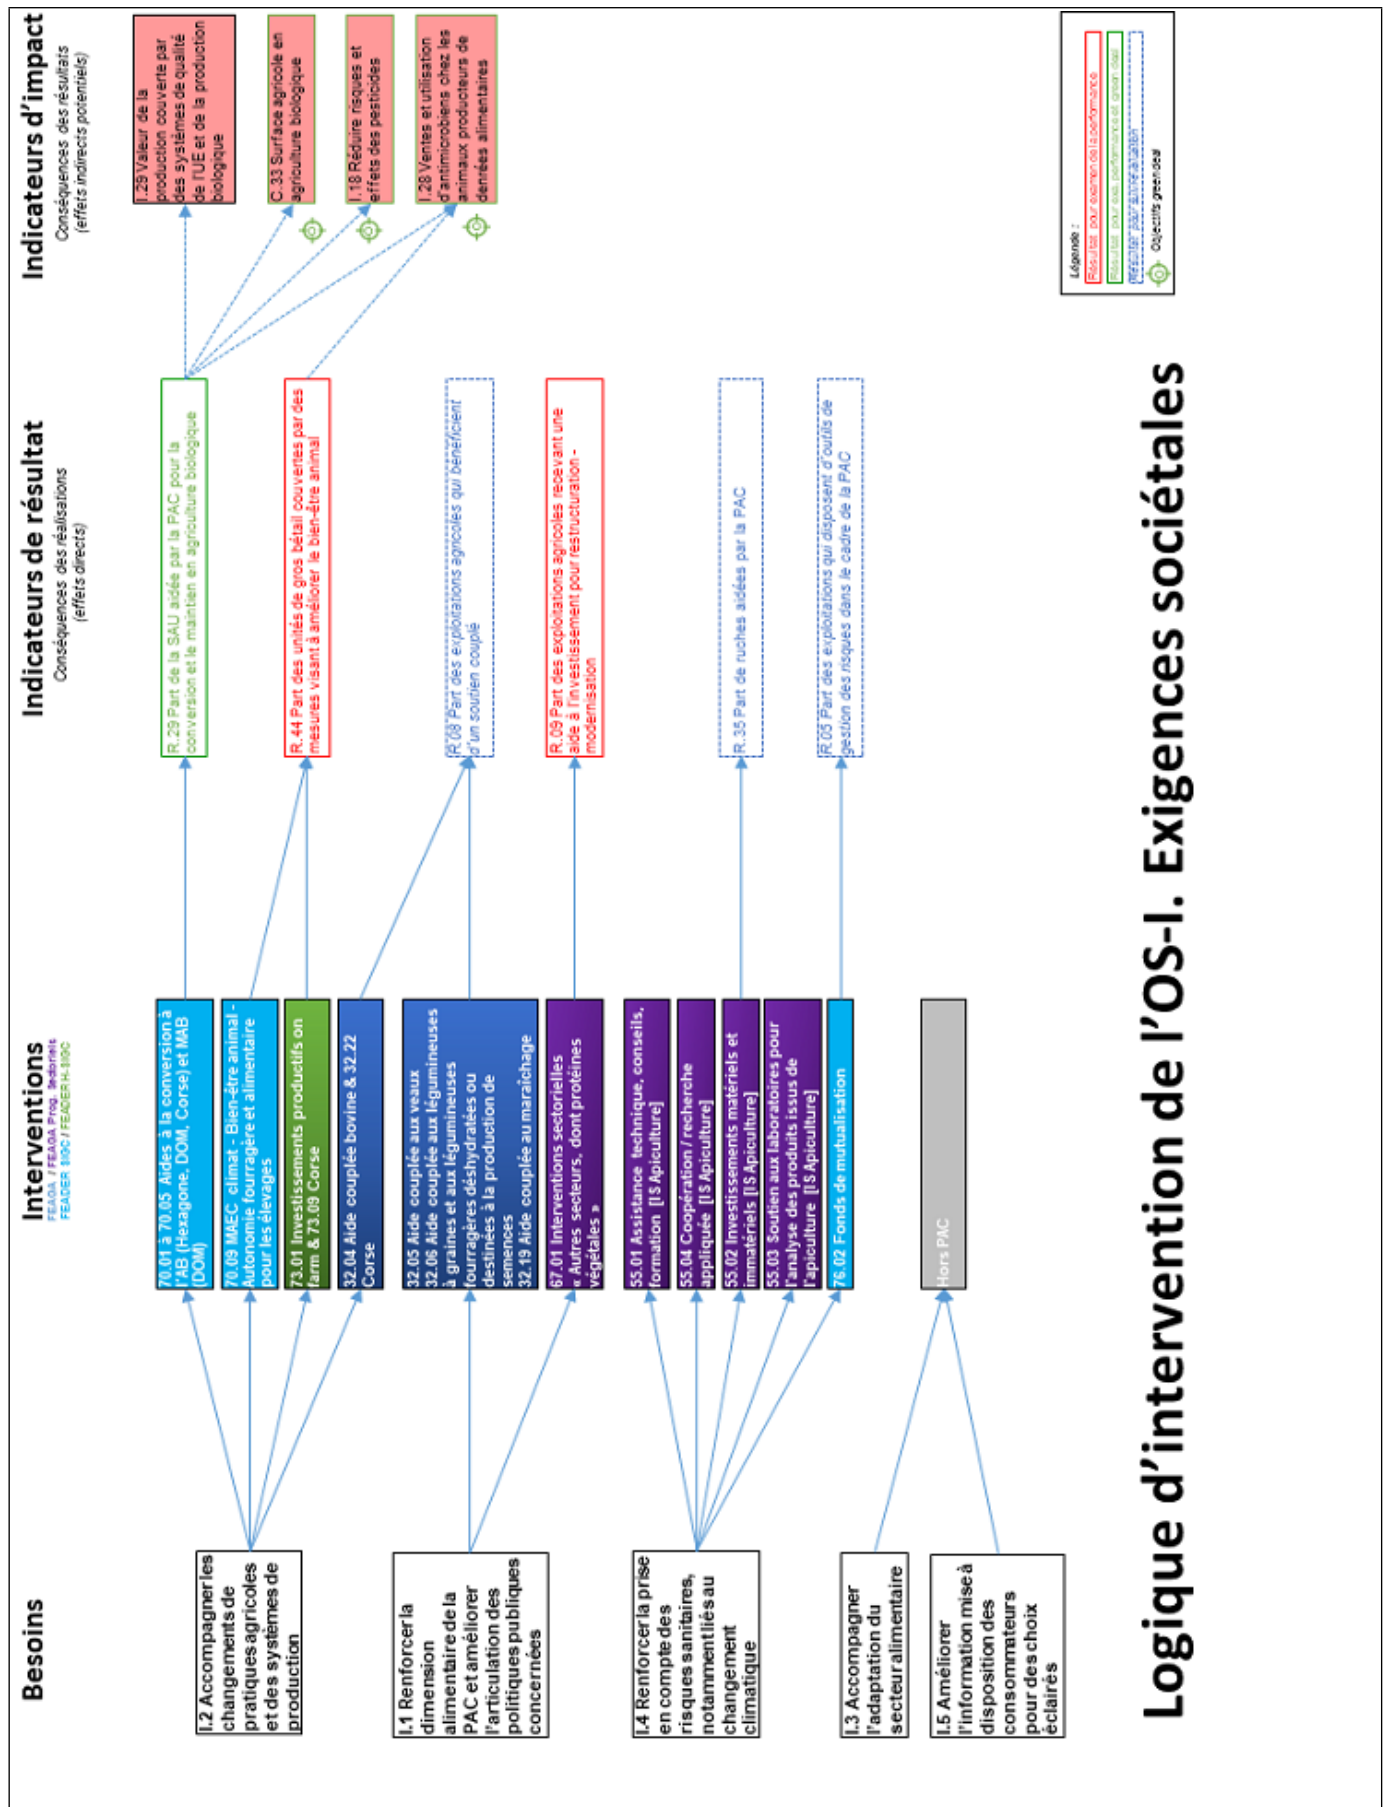 Besoins
I.2 Accompagner les
changements de
pratiques agricoles
et des systèmes de
production
I.1 Renforcer la
dimension
alimentaire de la
PAC et améliorer
l'articulation des
politiques publiques
concernées
I.4 Renforcer la prise
en compte des
risques sanitaires,
notamment liés au
changement
climatique
I.3 Accompagner
l'adaptation du
secteur alimentaire
I.5 Améliorer
l'information mise à
disposition des
consommateurs
pour des choix
éclairés
Interventions
FEAGA / FEAGA Prog. Sectoriels
FEADER SIGC / FEADER H-SIGC
70.01 à 70.05 Aides à la conversion à
l'AB (Hexagone, DOM, Corse) et MAB
(DOM)
70.09 MAEC climat - Bien-être animal -
Autonomie fourragère et alimentaire
pour les élevages
73.01 Investissements productifs on
farm & 73.09 Corse
32.04 Aide couplée bovine & 32.22
Corse
32.05 Aide couplée aux veaux
32.06 Aide couplée aux légumineuses
à graines et aux légumineuses
fourragères déshydratées ou
destinées à la production de
semences
32.19 Aide couplée au maraîchage
67.01 Interventions sectorielles
« Autres secteurs, dont protéines
végétales »
55.01 Assistance technique, conseils,
formation [IS Apiculture]
55.04 Coopération / recherche
appliquée [IS Apiculture]
55.02 Investissements matériels et
immatériels [IS Apiculture]
55.03 Soutien aux laboratoires pour
l'analyse des produits issus de
l'apiculture [IS Apiculture]
76.02 Fonds de mutualisation
Hors PAC
Indicateurs de résultat
Conséquences des réalisations
(effets directs)
R.29 Part de la SAU aidée par la PAC pour la
conversion et le maintien en agriculture biologique
R.44 Part des unités de gros bétail couvertes par des
mesures visant à améliorer le bien-être animal
R.08 Part des exploitations agricoles qui bénéficient
d'un soutien couplé
R.09 Part des exploitations agricoles recevant une
aide à l'investissement pour restructuration -
modernisation
R.35 Part de ruches aidées par la PAC
R.05 Part des exploitations qui disposent d'outils de
gestion des risques dans le cadre de la PAC
Indicateurs d'impact
Conséquences des résultats
(effets indirects potentiels)
I.29 Valeur de la
production couverte par
des systèmes de qualité
de l'UE et de la production
biologique
C.33 Surface agricole en
agriculture biologique
I.18 Réduire risques et
effets des pesticides
I.28 Ventes et utilisation
d'antimicrobiens chez les
animaux producteurs de
denrées alimentaires
Légende :
Résultat pour examen de la performance
Résultat pour exa. performance et green deal
Résultat pour
Objectifs green deal
Logique d'intervention de l'OS-I. Exigences sociétales